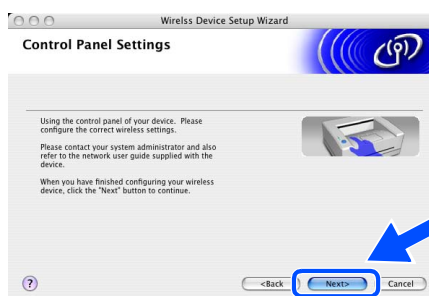 Wirelss Device Setup Wizard
Control Panel Settings
Using the control panel of your device. Please
configure the correct wireless settings.
Please contact your system administrator and also
refer to the network user guide supplied with the
device.
When you have finished configuring your wireless
device, click the "Next" button to continue.
?
<Back
Next>
Cancel